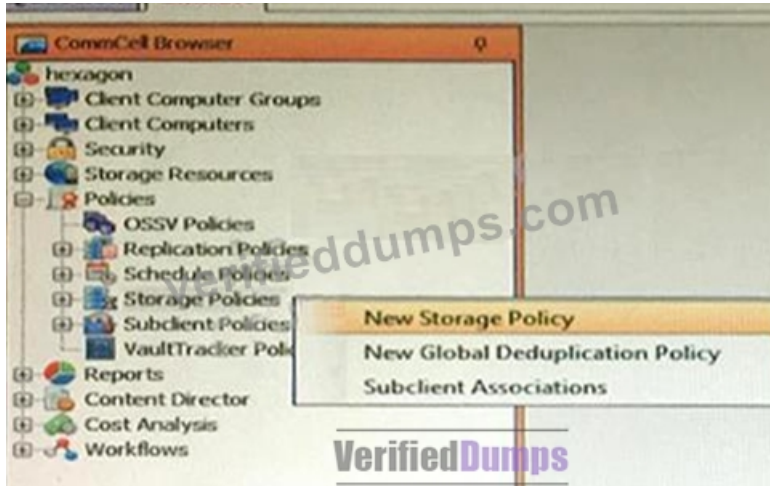 CommCell Browser
hexagon
Client Computer Groups
Client Computers
Security
Storage Resources
Policies
OSSV Policies
Replication Policies
Schedule Policies
Storage Policies
Subclient Policies
VaultTracker Poli
New Storage Policy
New Global Deduplication Policy
Subclient Associations
Reports
Content Director
Cost Analysis
Workflows
verifieddumps.com
VerifiedDumps